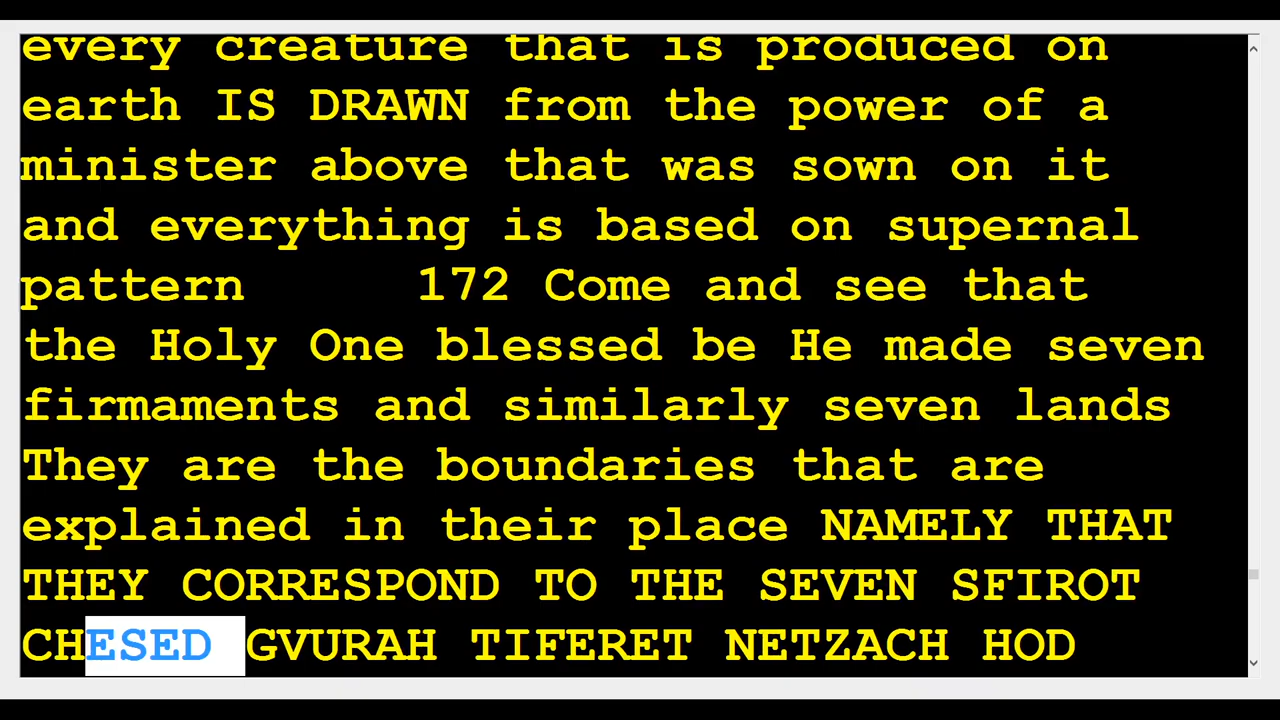 every creature that is produced on
earth IS DRAWN from the power of a
minister above that was sown on it
and everything is based on supernal
pattern 172 Come and see that
the Holy One blessed be He made seven
firmaments and similarly seven lands
They are the boundaries that are
explained in their place NAMELY THAT
THEY CORRESPOND TO THE SEVEN SFIROT
CHESED GVURAH TIFERET NETZACH HOD